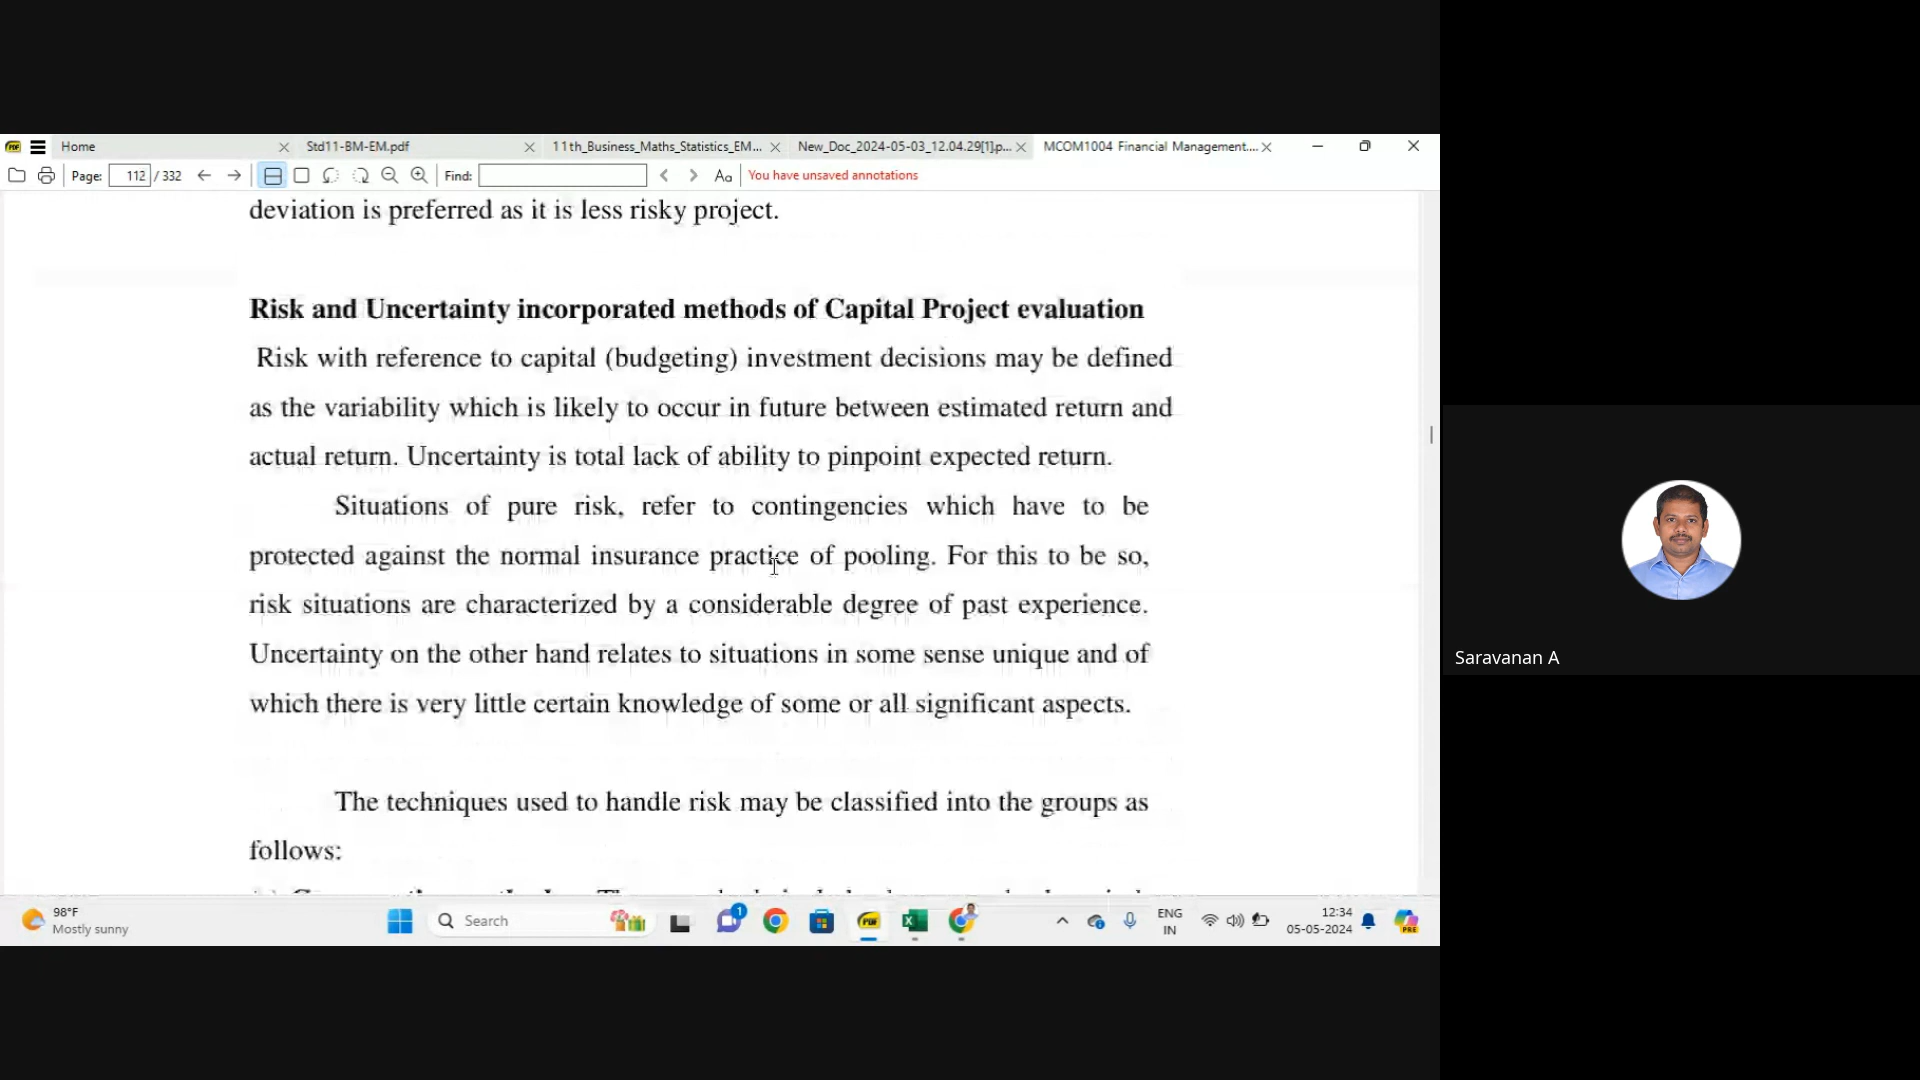 Home
Std11-BM-EM.pdf
11th_Business_Maths_Statistics_EM...
New_Doc_2024-05-03_12.04.29[1].p...
MCOM1004 Financial Management....
Page: 112 / 332
Find:
Aa
You have unsaved annotations
deviation is preferred as it is less risky project.
Risk and Uncertainty incorporated methods of Capital Project evaluation
Risk with reference to capital (budgeting) investment decisions may be defined
as the variability which is likely to occur in future between estimated return and
actual return. Uncertainty is total lack of ability to pinpoint expected return.
Situations of pure risk, refer to contingencies which have to be
protected against the normal insurance practice of pooling. For this to be so,
risk situations are characterized by a considerable degree of past experience.
Uncertainty on the other hand relates to situations in some sense unique and of
which there is very little certain knowledge of some or all significant aspects.
The techniques used to handle risk may be classified into the groups as
follows:
Saravanan A
98°F
Mostly sunny
Search
1
PDF
ENG
IN
12:34
05-05-2024
PRE